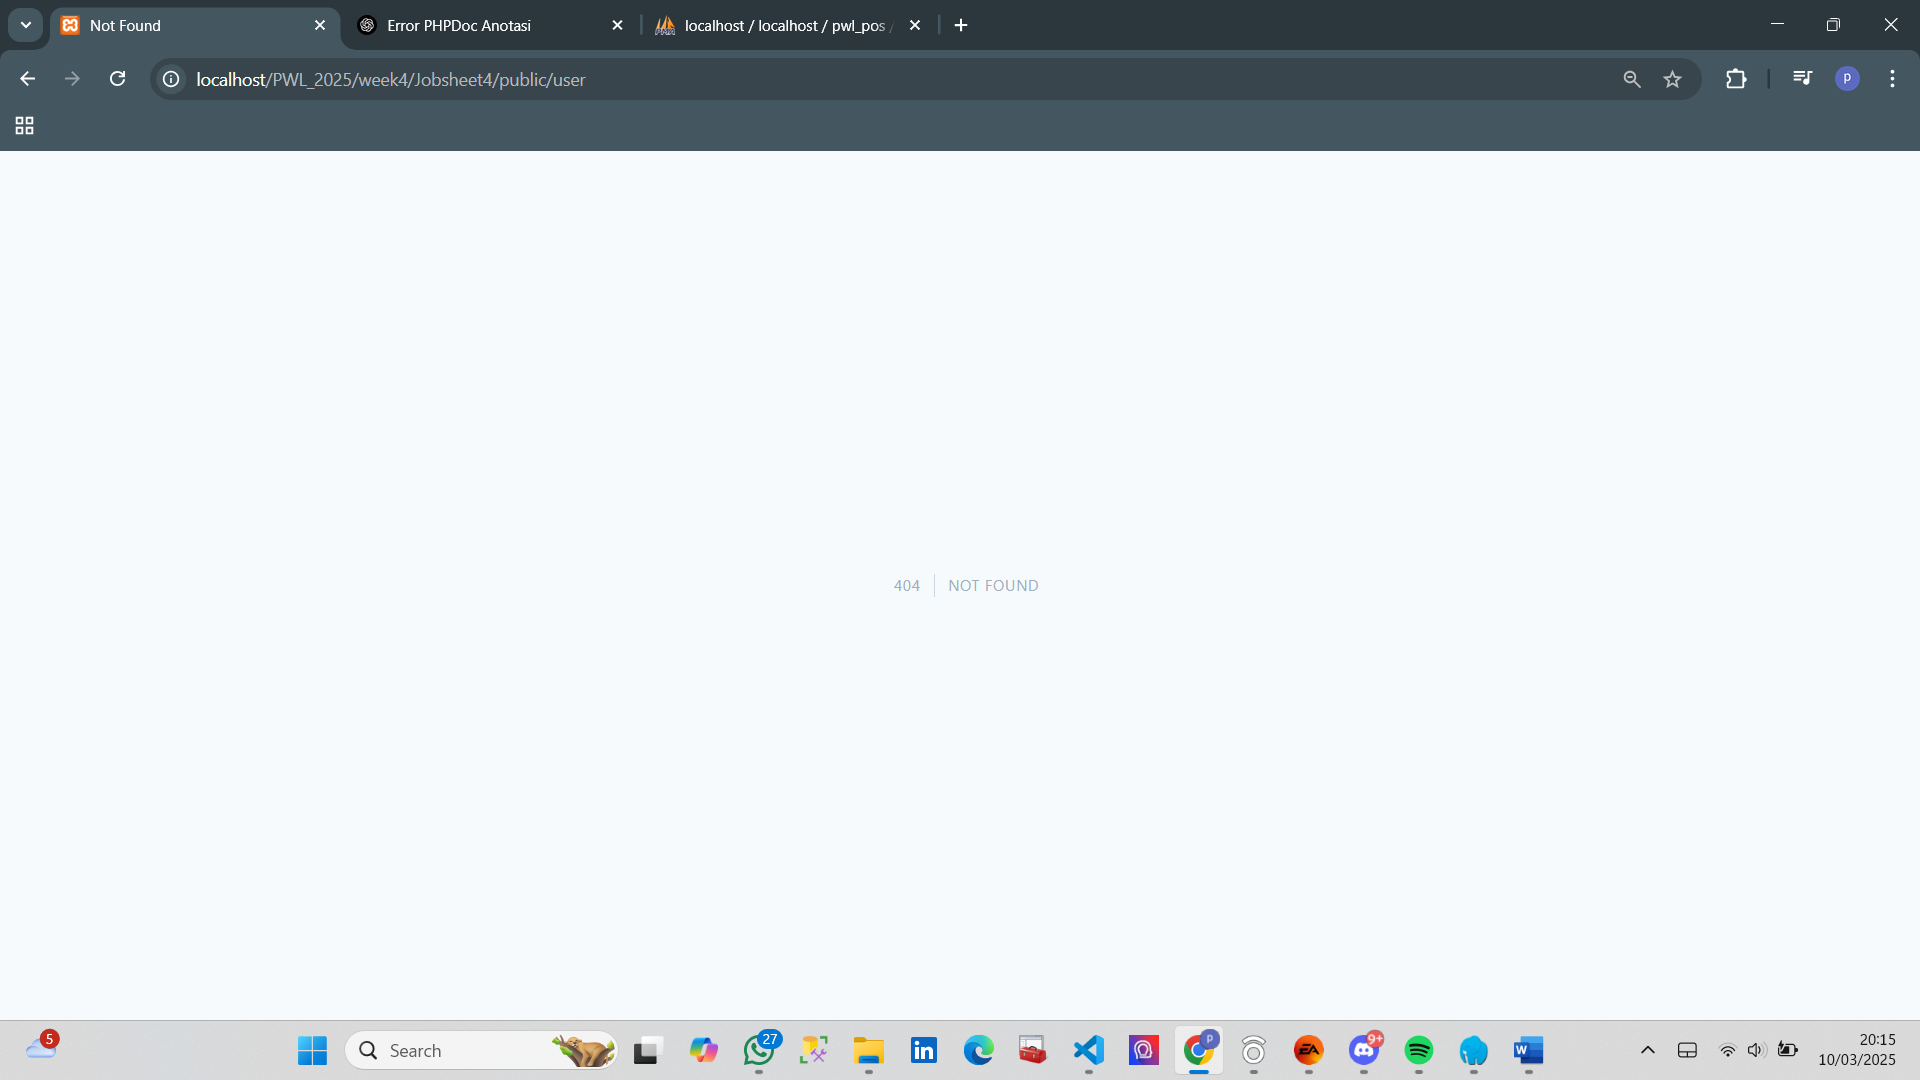 Not Found
Error PHPDoc Anotasi
localhost / localhost / pwl_pos /
localhost/PWL_2025/week4/Jobsheet4/public/user
P
404 NOT FOUND
5
Search
27
P
EA
9+
W
20:15
10/03/2025